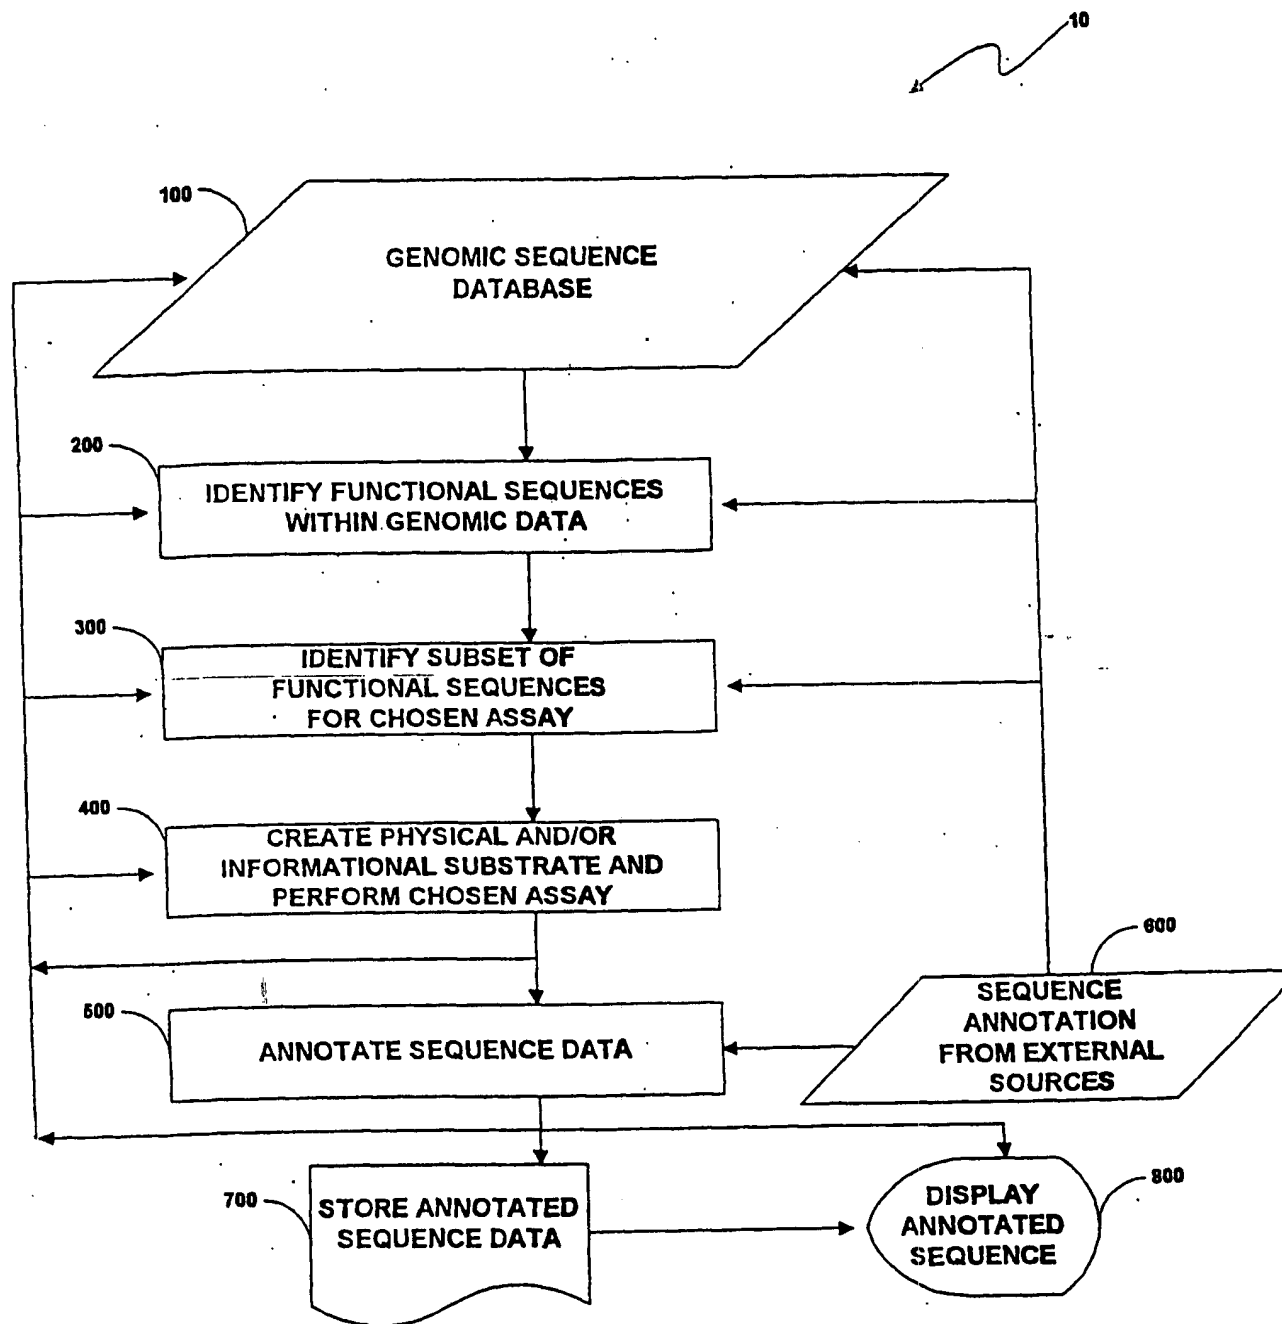 10
100
GENOMIC SEQUENCE
DATABASE
200
IDENTIFY FUNCTIONAL SEQUENCES
WITHIN GENOMIC DATA
300
IDENTIFY SUBSET OF
FUNCTIONAL SEQUENCES
FOR CHOSEN ASSAY
400
CREATE PHYSICAL AND/OR
INFORMATIONAL SUBSTRATE AND
PERFORM CHOSEN ASSAY
600
SEQUENCE
ANNOTATION
FROM EXTERNAL
SOURCES
500
ANNOTATE SEQUENCE DATA
700
STORE ANNOTATED
SEQUENCE DATA
800
DISPLAY
ANNOTATED
SEQUENCE